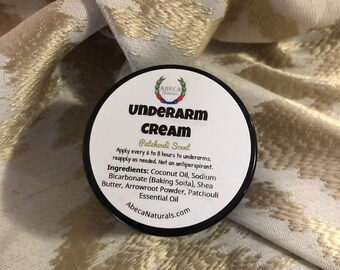 ABECA
UNDERARM
CREAM
Patchouli Scent
Apply every 6 to 8 hours to underarms;
reapply as needed. Not an antiperspirant.
Ingredients: Coconut Oil, Sodium
Bicarbonate (Baking Soda), Shea
Butter, Arrowroot Powder, Patchouli
Essential Oil
AbecaNaturals.com